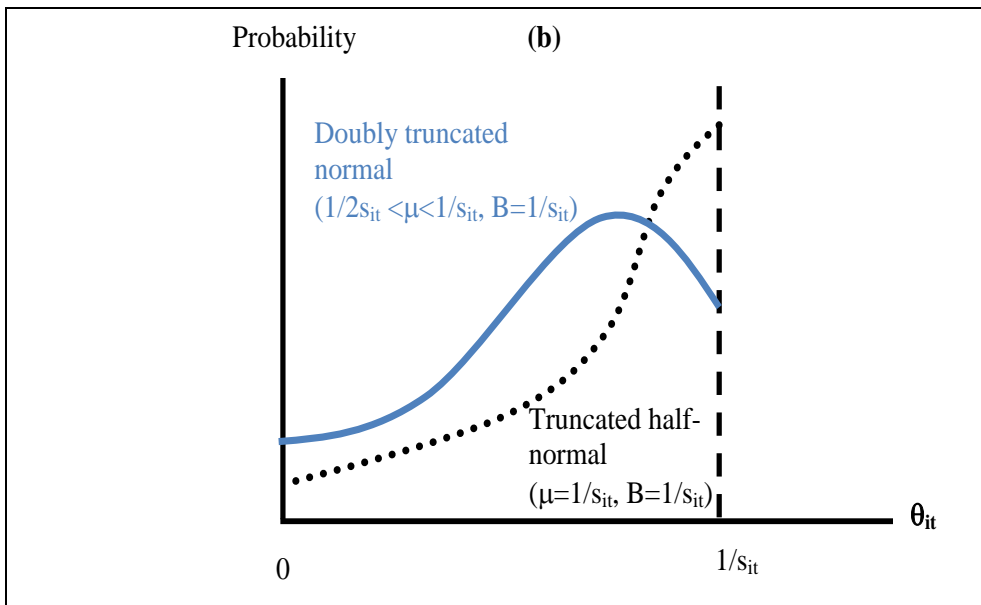 Probability (b)
Doubly truncated
normal
(1/2sit <μ<1/sit, B=1/sit)
Truncated half-
normal
(μ=1/sit, B=1/sit)
θit
0
1/sit